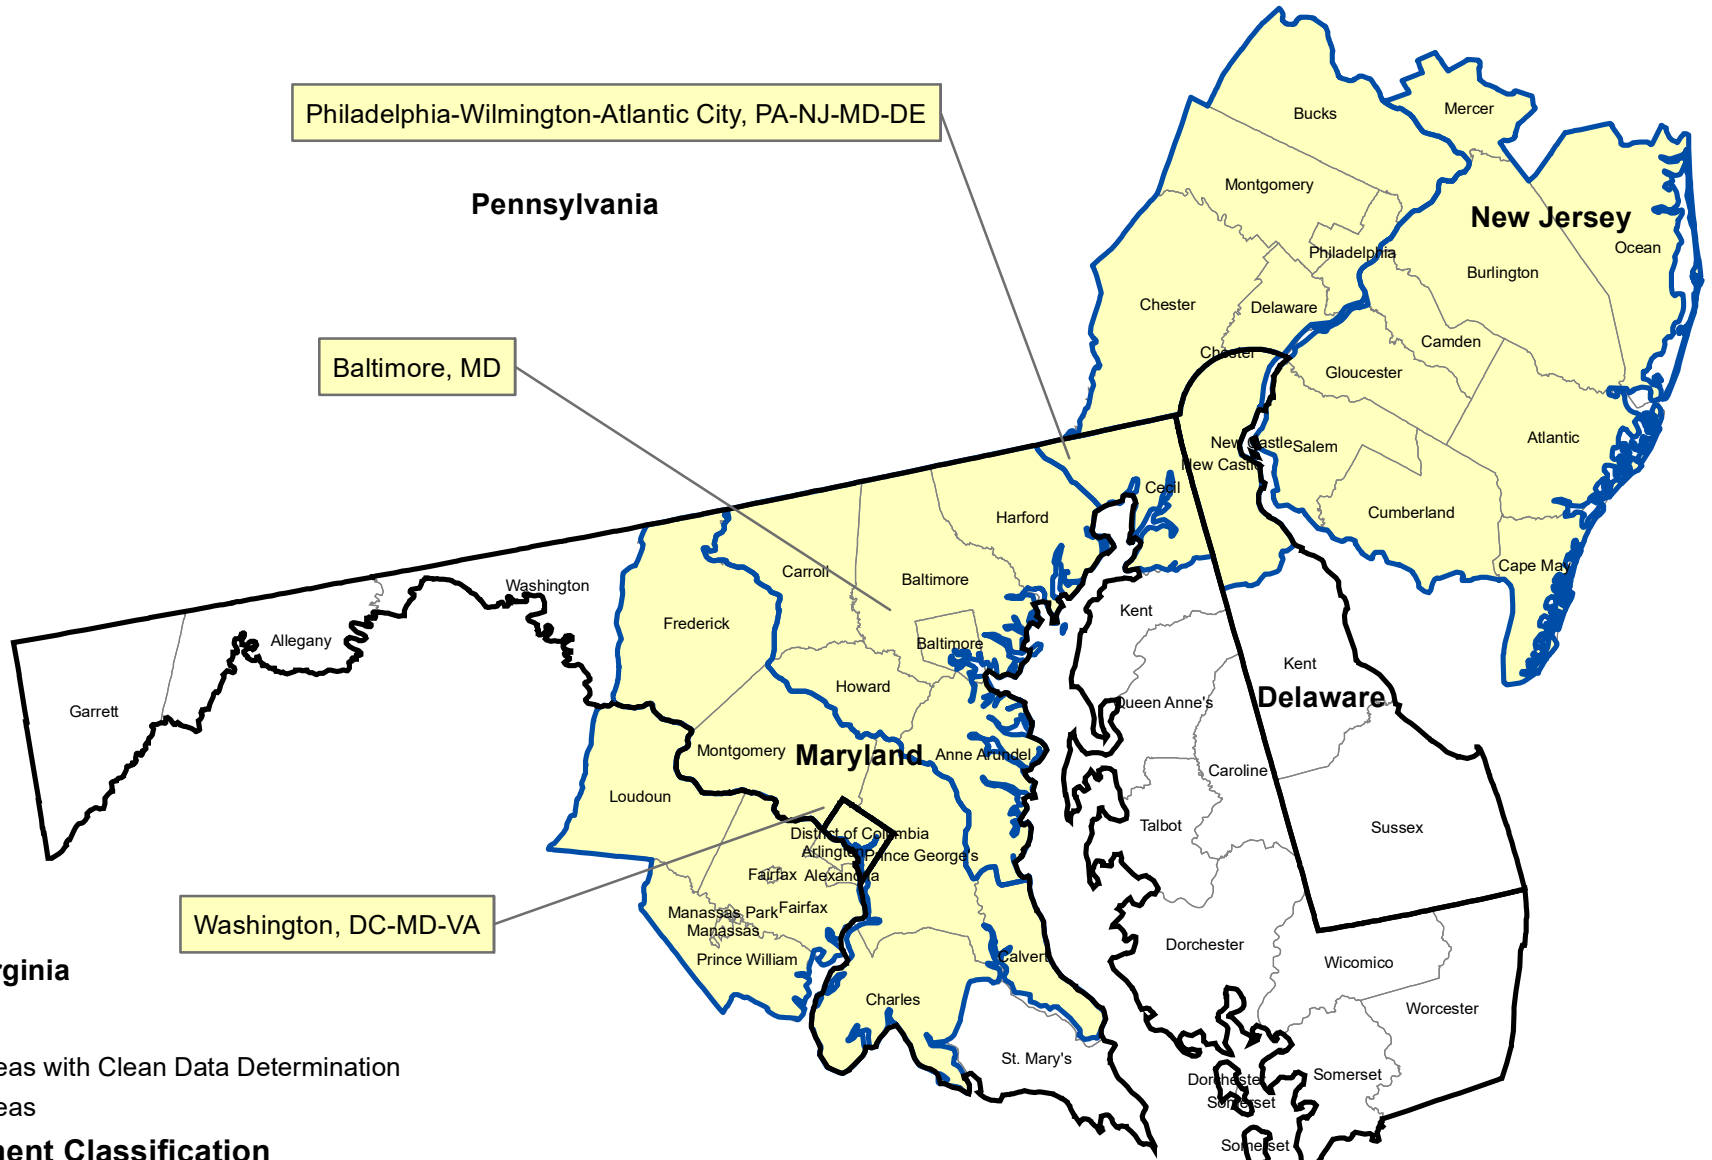 Bucks
Mercer
Philadelphia-Wilmington-Atlantic City, PA-NJ-MD-DE
Montgomery
Pennsylvania
New Jersey
Ocean
Philadelphia
Burlington
Chester
Delaware
Camden
Chester
Baltimore, MD
Gloucester
Atlantic
New Castle
Salem
New Castle
Cecil
Cumberland
Harford
Cape May
Carroll
Baltimore
Washington
Kent
Frederick
Allegany
Baltimore
Kent
Howard
Delaware
Queen Anne's
Garrett
Montgomery
Maryland
Anne Arundel
Caroline
Loudoun
Talbot
Sussex
District of Columbia
Arlington
Prince George's
Fairfax
Alexandria
Fairfax
Manassas Park
Washington, DC-MD-VA
Manassas
Dorchester
Prince William
Calvert
Wicomico
rginia
Charles
Worcester
St. Mary's
eas with Clean Data Determination
Somerset
Dorchester
Somerset
eas
Somerset
ent Classification